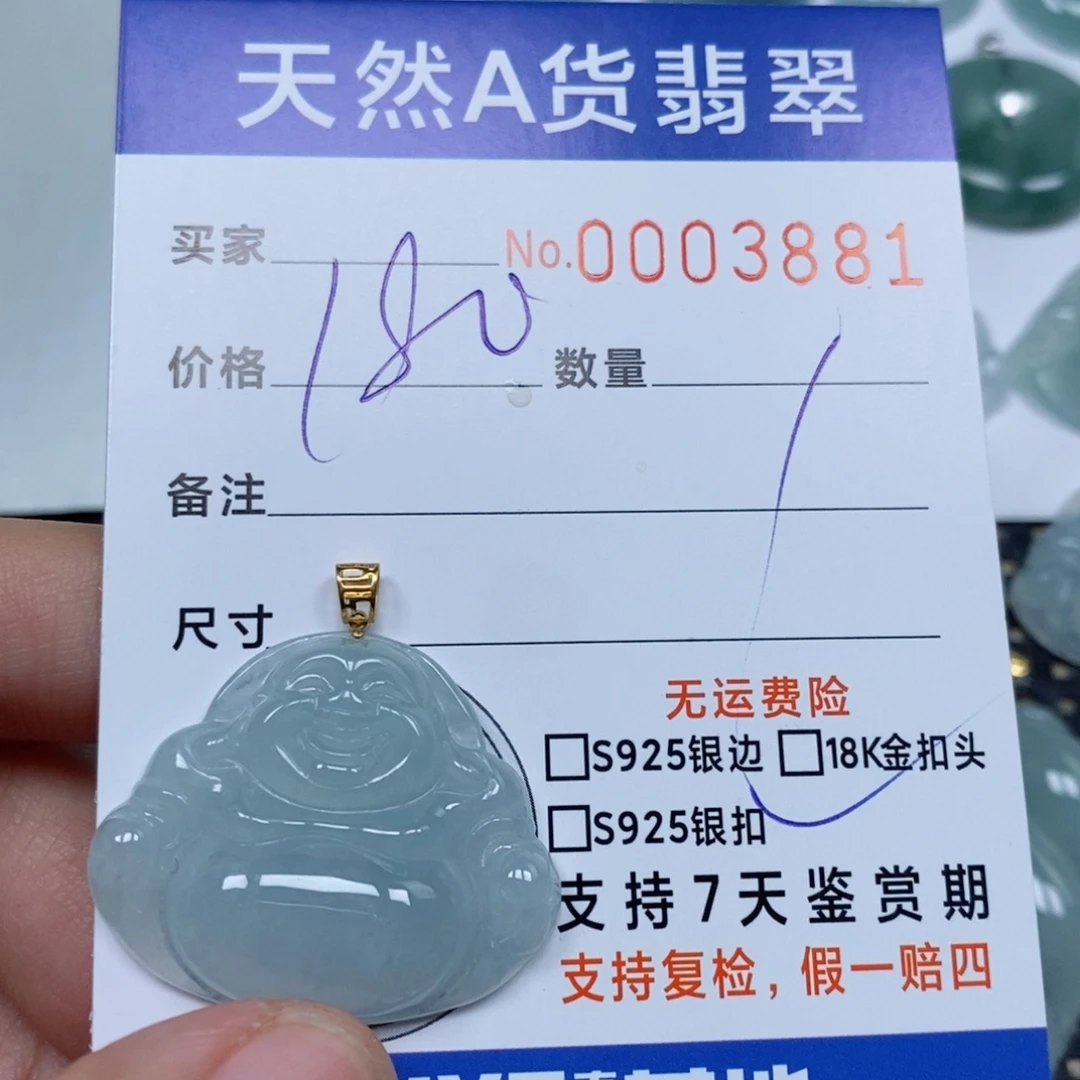 天然A货翡翠
买家 No.0003881
价格 180 数量
备注
尺寸
无运费险
□S925银边 □18K金扣头
□S925银扣
支持7天鉴赏期
支持复检，假一赔四